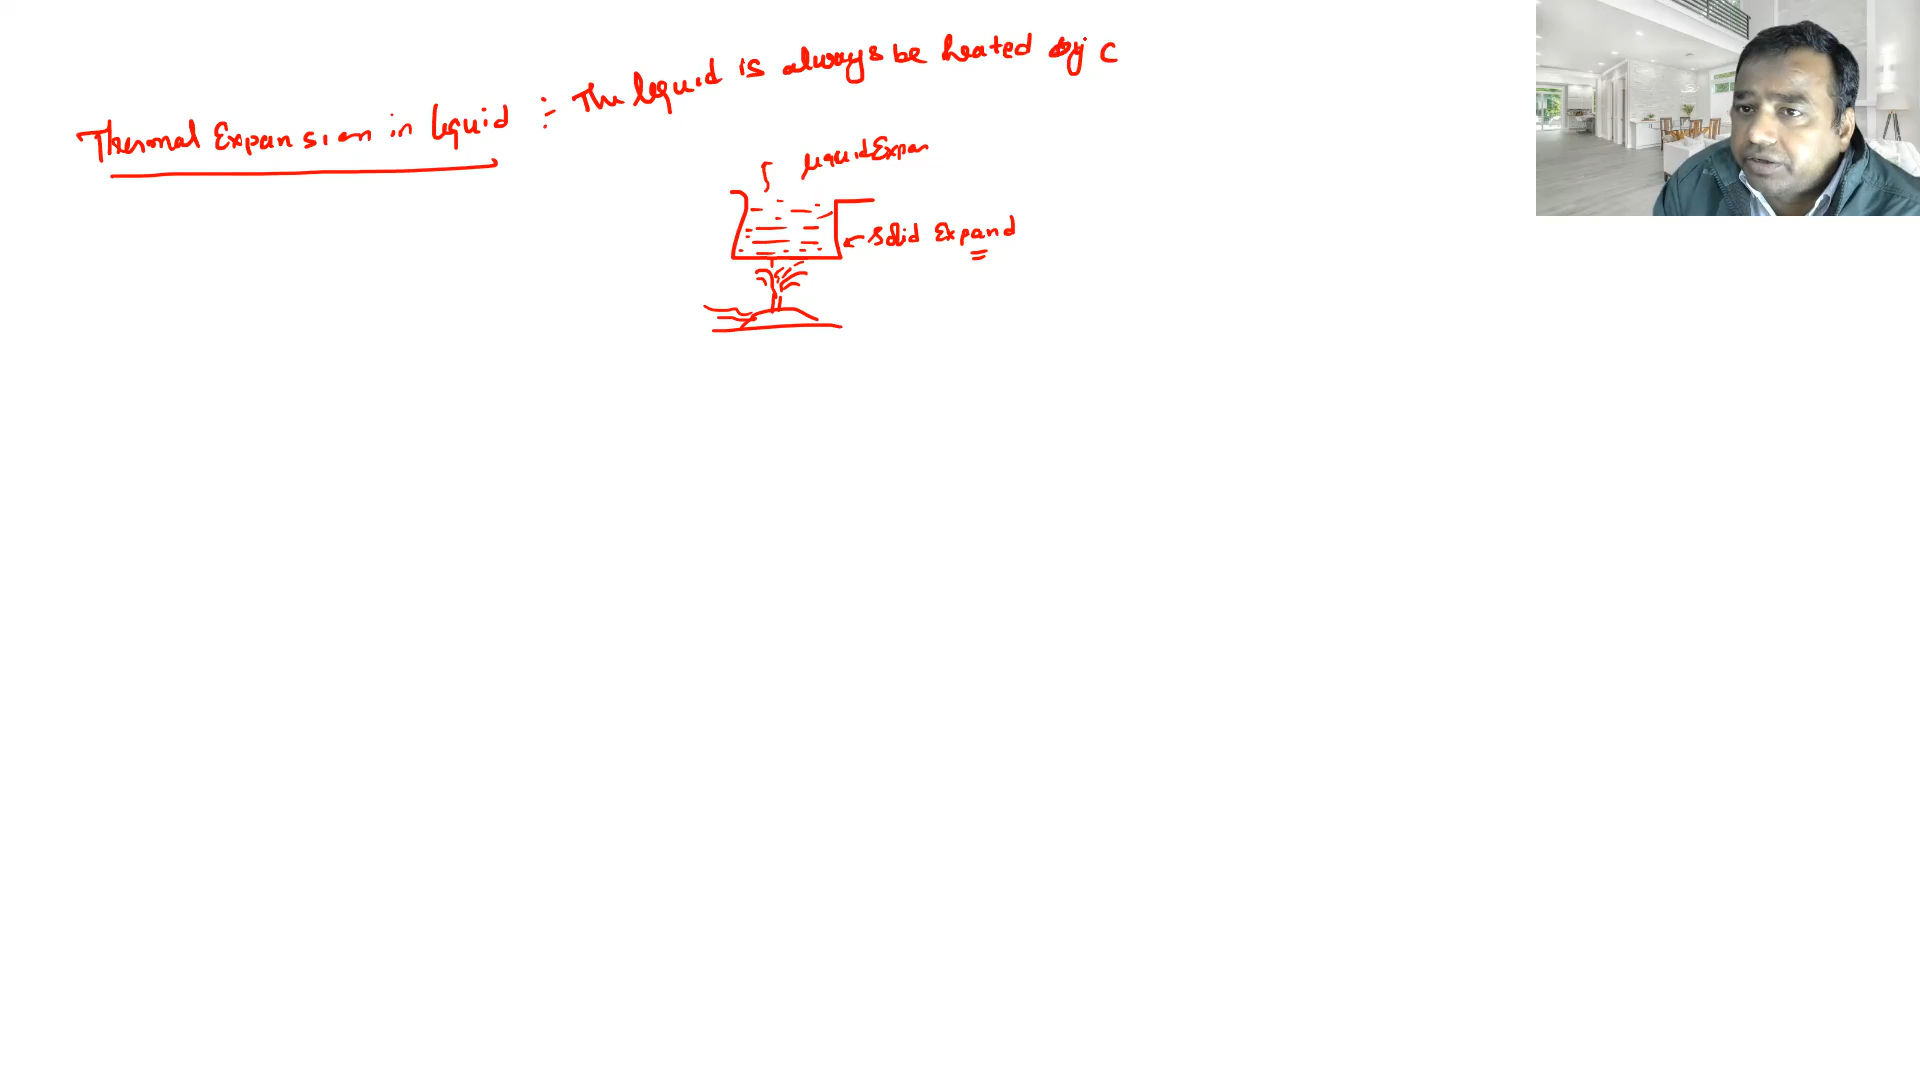 Thermal Expansion in liquid :- The liquid is always be heated by c
liquid Expan
solid Expand